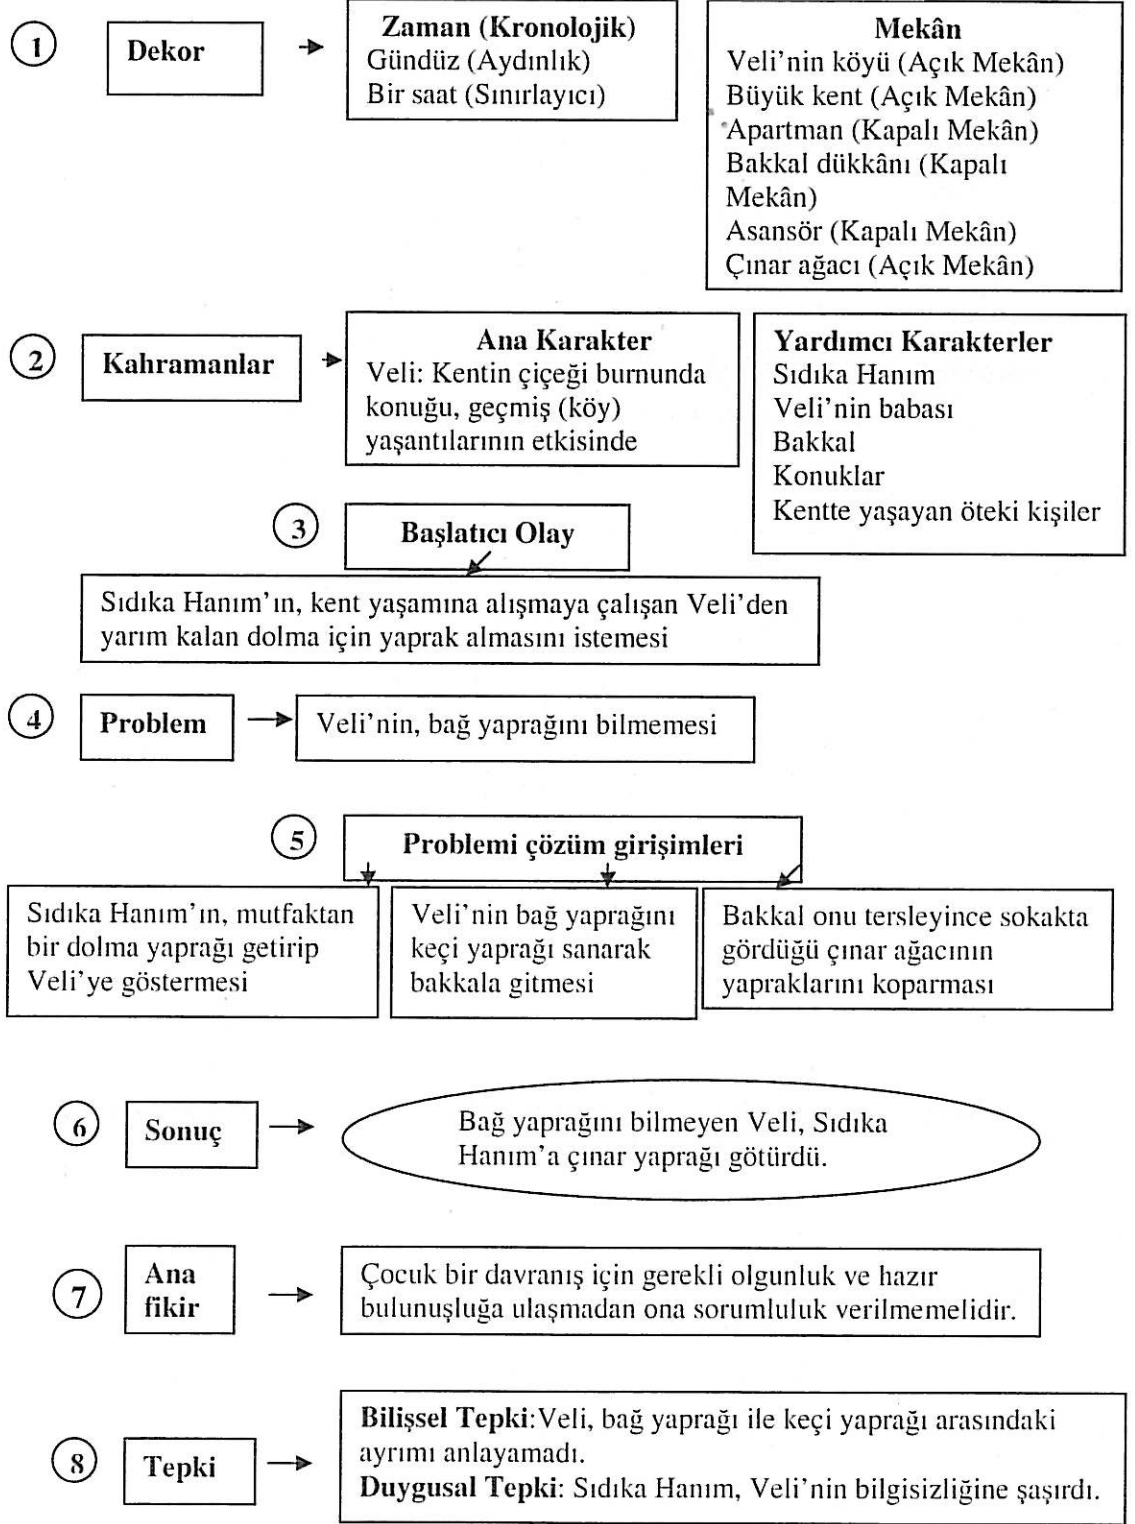 1
Dekor
Zaman (Kronolojik)
Gündüz (Aydınlık)
Bir saat (Sınırlayıcı)
Mekân
Veli’nin köyü (Açık Mekân)
Büyük kent (Açık Mekân)
Apartman (Kapalı Mekân)
Bakkal dükkânı (Kapalı
Mekân)
Asansör (Kapalı Mekân)
Çınar ağacı (Açık Mekân)
2
Kahramanlar
Ana Karakter
Veli: Kentin çiçeği burnunda
konuğu, geçmiş (köy)
yaşantılarının etkisinde
Yardımcı Karakterler
Sıdıka Hanım
Veli’nin babası
Bakkal
Konuklar
Kentte yaşayan öteki kişiler
3
Başlatıcı Olay
Sıdıka Hanım’ın, kent yaşamına alışmaya çalışan Veli’den
yarım kalan dolma için yaprak almasını istemesi
4
Problem
Veli’nin, bağ yaprağını bilmemesi
5
Problemi çözüm girişimleri
Sıdıka Hanım’ın, mutfaktan
bir dolma yaprağı getirip
Veli’ye göstermesi
Veli’nin bağ yaprağını
keçi yaprağı sanarak
bakkala gitmesi
Bakkal onu tersleyince sokakta
gördüğü çınar ağacının
yapraklarını koparması
6
Sonuç
Bağ yaprağını bilmeyen Veli, Sıdıka
Hanım’a çınar yaprağı götürdü.
7
Ana
fikir
Çocuk bir davranış için gerekli olgunluk ve hazır
bulunuşluğa ulaşmadan ona sorumluluk verilmemelidir.
8
Tepki
Bilişsel Tepki:Veli, bağ yaprağı ile keçi yaprağı arasındaki
ayrımı anlayamadı.
Duygusal Tepki: Sıdıka Hanım, Veli’nin bilgisizliğine şaşırdı.